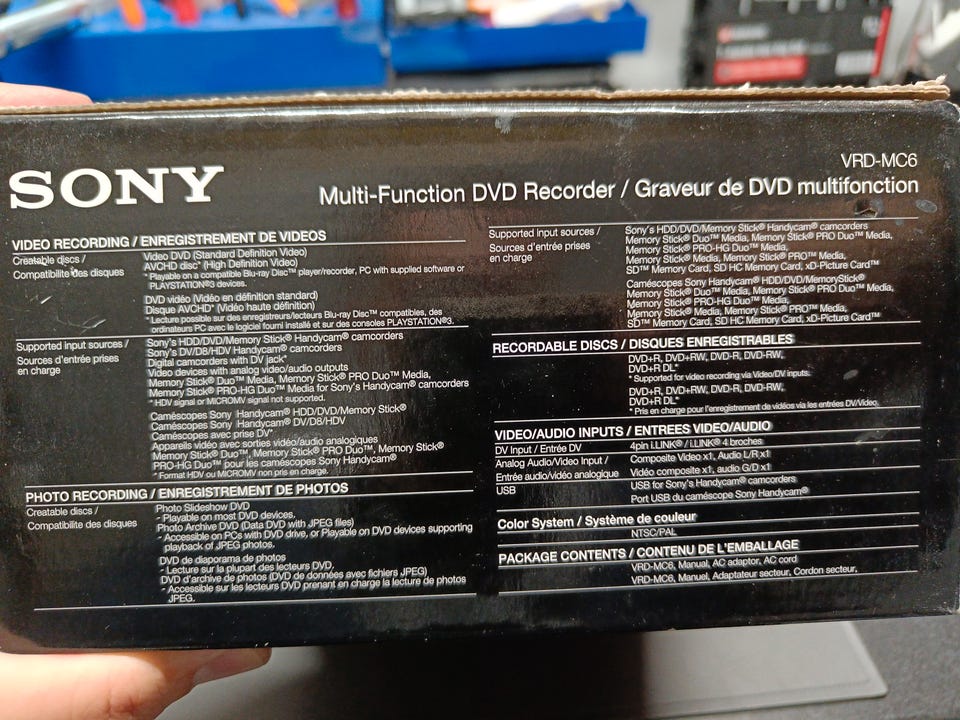 SONY
VRD-MC6
Multi-Function DVD Recorder / Graveur de DVD multifonction
VIDEO RECORDING / ENREGISTREMENT DE VIDEOS
Creatable discs /
Compatibilite des disques
Video DVD (Standard Definition Video)
AVCHD disc* (High Definition Video)
* Playable on a compatible Blu-ray Disc™ player/recorder, PC with supplied software or
PLAYSTATION®3 devices.
DVD vidéo (Vidéo en définition standard)
Disque AVCHD* (Vidéo haute définition)
* Lecture possible sur des enregistreurs/lecteurs Blu-ray Disc™ compatibles, des
ordinateurs PC avec le logiciel fourni installé et sur des consoles PLAYSTATION®3.
Supported input sources /
Sources d'entrée prises
en charge
Sony's HDD/DVD/Memory Stick® Handycam® camcorders
Sony's DV/D8/HDV Handycam® camcorders
Digital camcorders with DV jack*
Video devices with analog video/audio outputs
Memory Stick® Duo™ Media, Memory Stick® PRO Duo™ Media,
Memory Stick® PRO-HG Duo™ Media for Sony's Handycam® camcorders
* HDV signal or MICROMV signal not supported.
Caméscopes Sony Handycam® HDD/DVD/Memory Stick®
Caméscopes Sony Handycam® DV/D8/HDV
Caméscopes avec prise DV*
Appareils vidéo avec sorties vidéo/audio analogiques
Memory Stick® Duo™, Memory Stick® PRO Duo™, Memory Stick®
PRO-HG Duo™ pour les caméscopes Sony Handycam®
* Format HDV ou MICROMV non pris en charge.
PHOTO RECORDING / ENREGISTREMENT DE PHOTOS
Creatable discs /
Compatibilite des disques
Photo Slideshow DVD
- Playable on most DVD devices.
Photo Archive DVD (Data DVD with JPEG files)
- Accessible on PCs with DVD drive, or Playable on DVD devices supporting
playback of JPEG photos.
DVD de diaporama de photos
- Lecture sur la plupart des lecteurs DVD.
DVD d'archive de photos (DVD de données avec fichiers JPEG)
- Accessible sur les lecteurs DVD prenant en charge la lecture de photos
JPEG.
Supported input sources /
Sources d'entrée prises
en charge
Sony's HDD/DVD/Memory Stick® Handycam® camcorders
Memory Stick® Duo™ Media, Memory Stick® PRO Duo™ Media,
Memory Stick® PRO-HG Duo™ Media,
Memory Stick® Media, Memory Stick® PRO™ Media,
SD™ Memory Card, SD HC Memory Card, xD-Picture Card™
Caméscopes Sony Handycam® HDD/DVD/Memory Stick®
Memory Stick® Duo™ Media, Memory Stick® PRO Duo™ Media,
Memory Stick® PRO-HG Duo™ Media,
Memory Stick® Media, Memory Stick® PRO™ Media,
SD™ Memory Card, SD HC Memory Card, xD-Picture Card™
RECORDABLE DISCS / DISQUES ENREGISTRABLES
DVD+R, DVD+RW, DVD-R, DVD-RW,
DVD+R DL*
* Supported for video recording via Video/DV inputs.
DVD+R, DVD+RW, DVD-R, DVD-RW,
DVD+R DL*
* Pris en charge pour l'enregistrement de vidéos via les entrées DV/Video.
VIDEO/AUDIO INPUTS / ENTREES VIDEO/AUDIO
DV Input / Entrée DV
4pin i.LINK® / i.LINK® 4 broches
Analog Audio/Video Input /
Entrée audio/vidéo analogique
Composite Video x1, Audio L/R x1
Vidéo composite x1, audio G/D x1
USB
USB for Sony's Handycam® camcorders
Port USB du caméscope Sony Handycam®
Color System / Système de couleur
NTSC/PAL
PACKAGE CONTENTS / CONTENU DE L'EMBALLAGE
VRD-MC6, Manual, AC adaptor, AC cord
VRD-MC6, Manual, Adaptateur secteur, Cordon secteur,